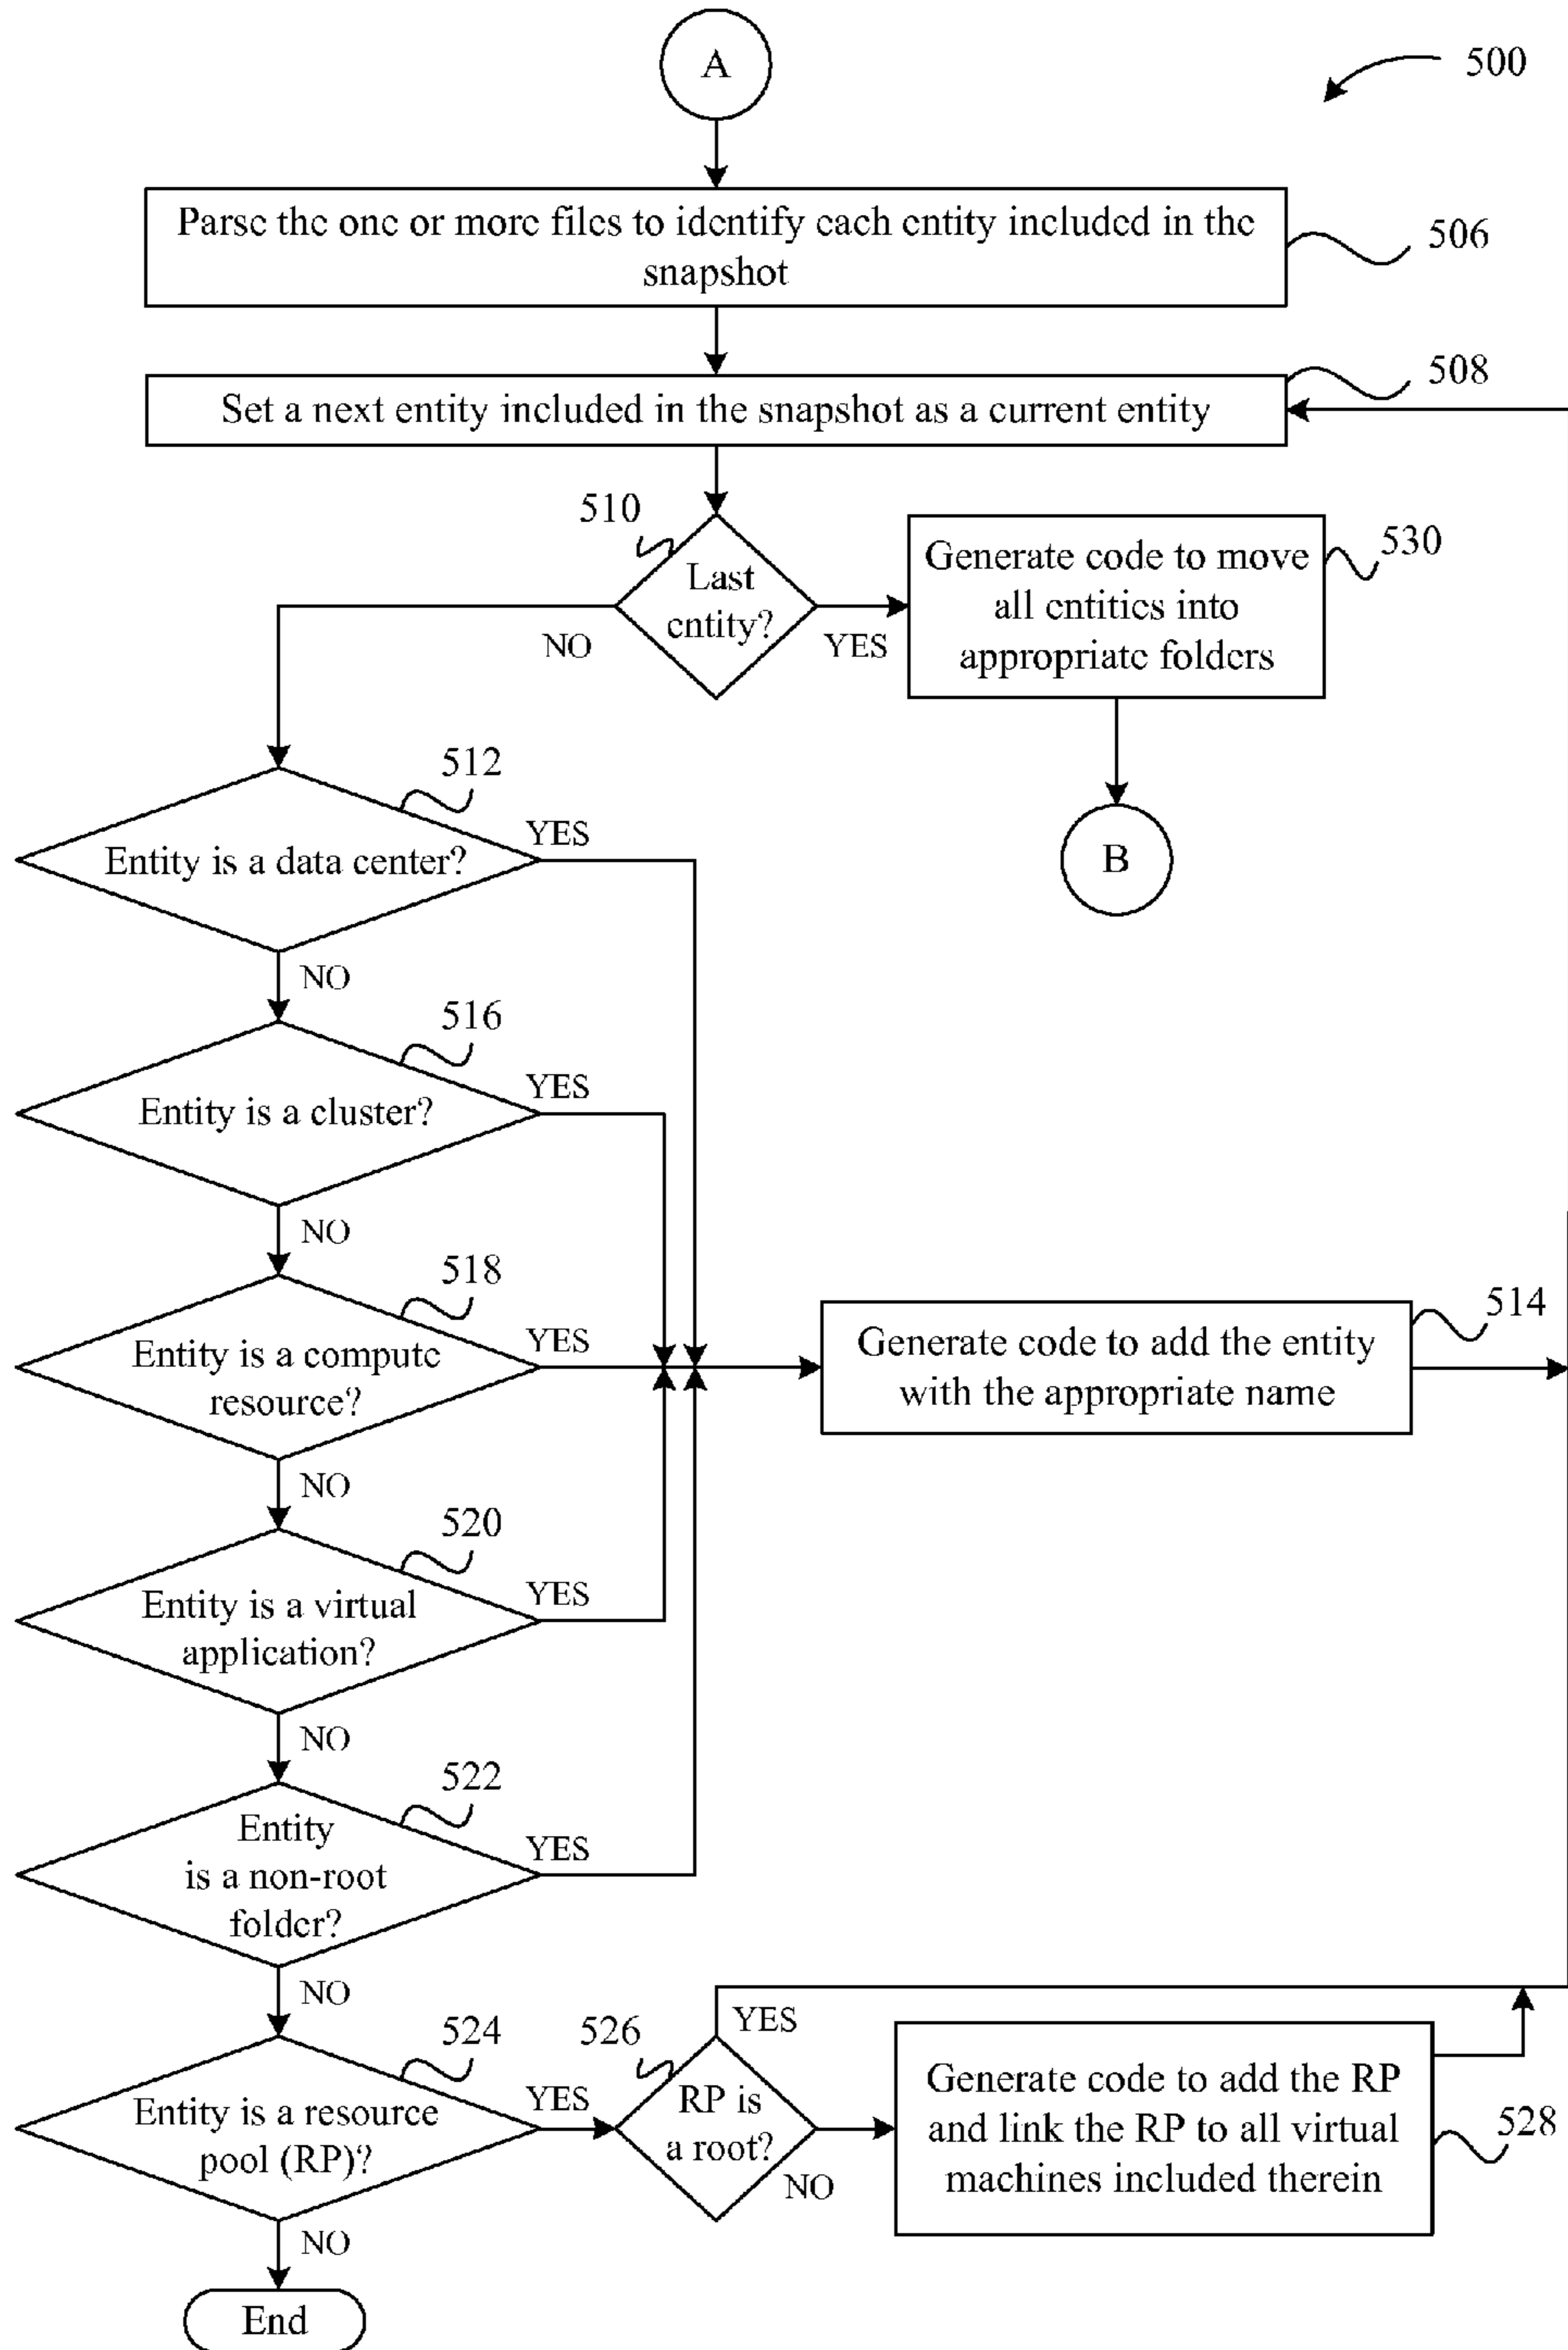 A
500
Parse the one or more files to identify each entity included in the
snapshot
506
508
Set a next entity included in the snapshot as a current entity
510
Last
entity?
NO
YES
Generate code to move
all entities into
appropriate folders
530
B
512
Entity is a data center?
YES
NO
516
Entity is a cluster?
YES
NO
518
Entity is a compute
resource?
YES
NO
514
Generate code to add the entity
with the appropriate name
520
Entity is a virtual
application?
YES
NO
522
Entity
is a non-root
folder?
YES
NO
524
Entity is a resource
pool (RP)?
YES
NO
526
RP is
a root?
YES
NO
Generate code to add the RP
and link the RP to all virtual
machines included therein
528
End